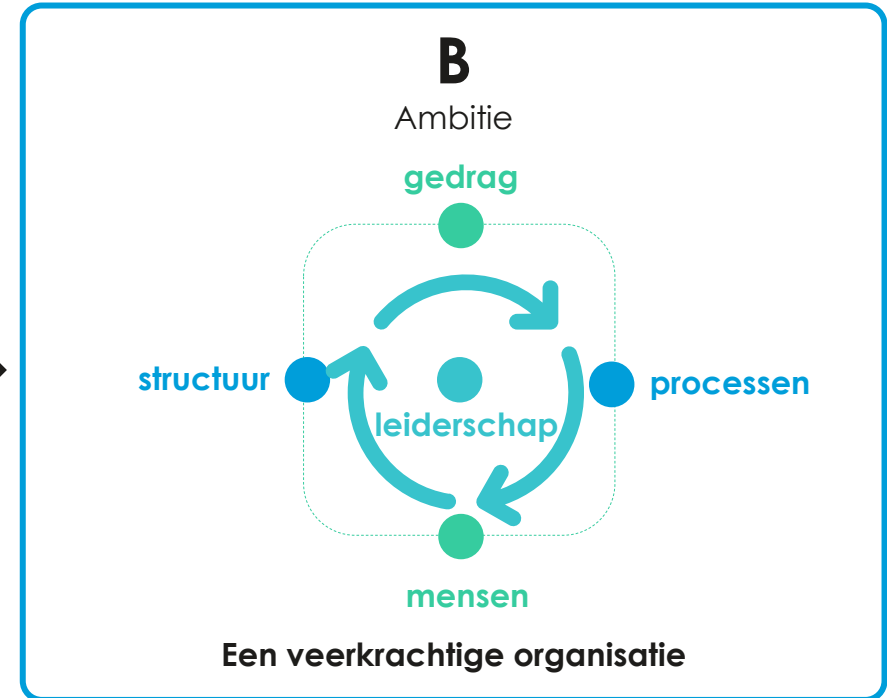 B
Ambitie
gedrag
structuur
processen
leiderschap
mensen
Een veerkrachtige organisatie